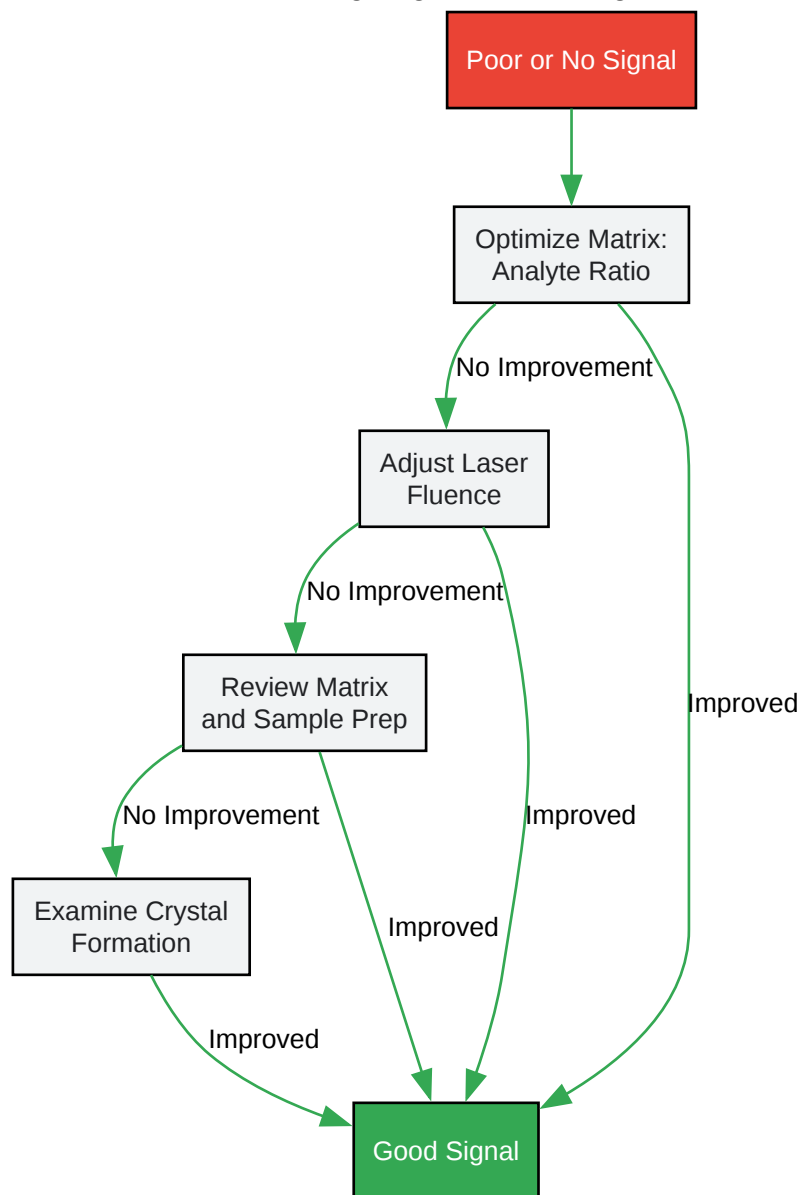 Poor or No Signal
Optimize Matrix:
Analyte Ratio
No Improvement
Adjust Laser
Fluence
No Improvement
Review Matrix
and Sample Prep
Improved
No Improvement
Improved
Examine Crystal
Formation
Improved
Improved
Good Signal